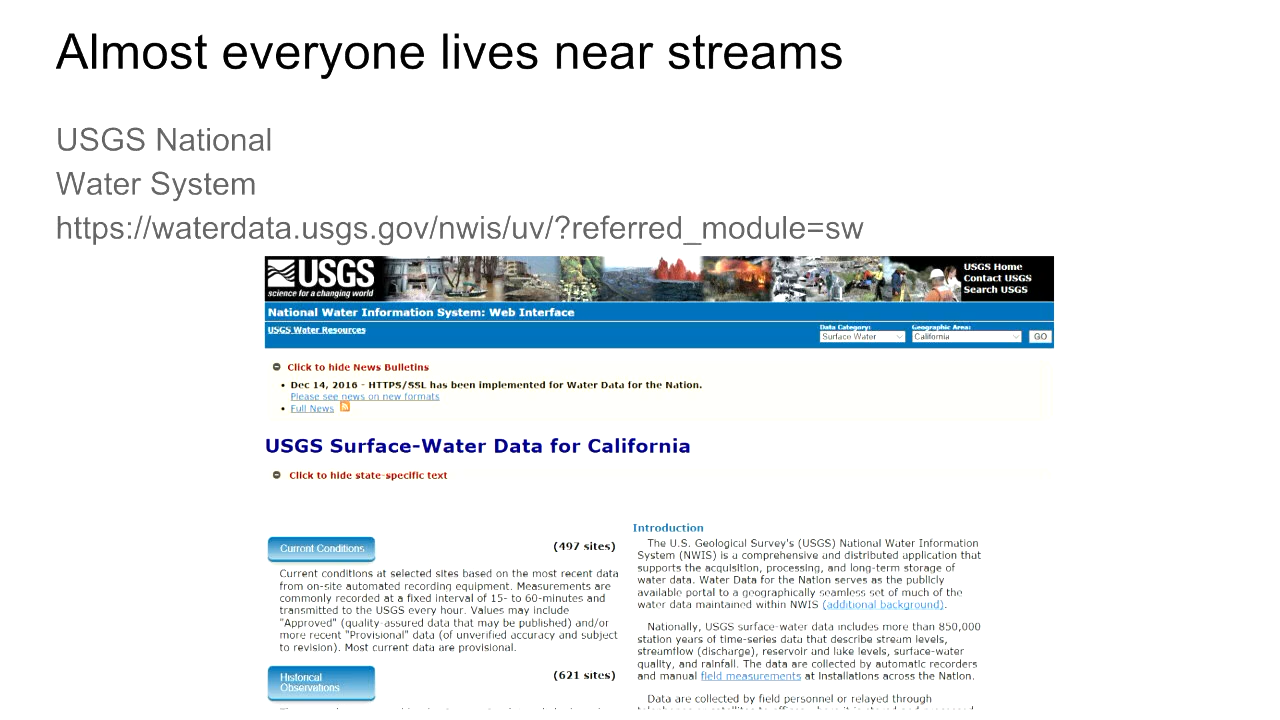 Almost everyone lives near streams
USGS National
Water System
https://waterdata.usgs.gov/nwis/uv/?referred_module=sw
USGS
science for a changing world
USGS Home
Contact USGS
Search USGS
National Water Information System: Web Interface
USGS Water Resources
Data Category:
Geographic Area:
Surface Water
California
GO
Click to hide News Bulletins
• Dec 14, 2016 - HTTPS/SSL has been implemented for Water Data for the Nation.
Please see news on new formats
• Full News
USGS Surface-Water Data for California
Click to hide state-specific text
Current Conditions
(497 sites)
Current conditions at selected sites based on the most recent data
from on-site automated recording equipment. Measurements are
commonly recorded at a fixed interval of 15- to 60-minutes and
transmitted to the USGS every hour. Values may include
"Approved" (quality-assured data that may be published) and/or
more recent "Provisional" data (of unverified accuracy and subject
to revision). Most current data are provisional.
Historical
Observations
(621 sites)
Introduction
The U.S. Geological Survey's (USGS) National Water Information
System (NWIS) is a comprehensive and distributed application that
supports the acquisition, processing, and long-term storage of
water data. Water Data for the Nation serves as the publicly
available portal to a geographically seamless set of much of the
water data maintained within NWIS (additional background).
Nationally, USGS surface-water data includes more than 850,000
station years of time-series data that describe stream levels,
streamflow (discharge), reservoir and lake levels, surface-water
quality, and rainfall. The data are collected by automatic recorders
and manual field measurements at installations across the Nation.
Data are collected by field personnel or relayed through